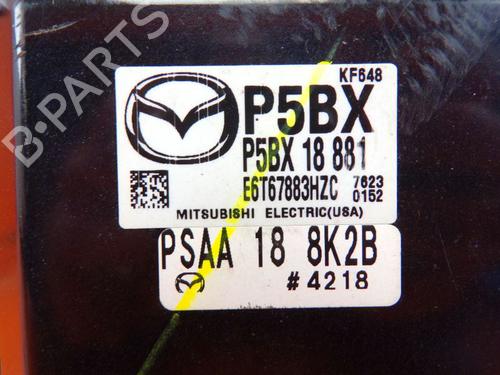 B-PARTS
KF648
P5BX
P5BX 18 881
E6T67883HZC 7623
0152
MITSUBISHI ELECTRIC(USA)
PSAA 18 8K2B
#4218